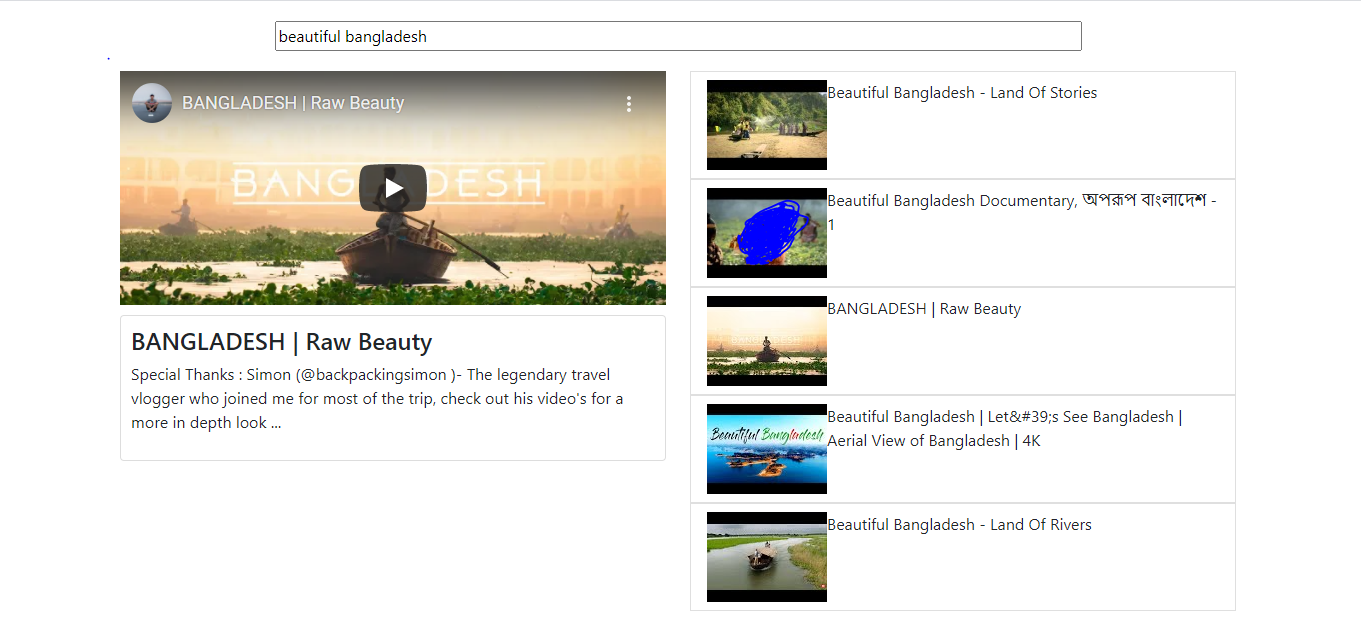 beautiful bangladesh
BANGLADESH | Raw Beauty
BANGLADESH | Raw Beauty
Special Thanks : Simon (@backpackingsimon )- The legendary travel
vlogger who joined me for most of the trip, check out his video's for a
more in depth look ...
Beautiful Bangladesh - Land Of Stories
Beautiful Bangladesh Documentary, অপরূপ বাংলাদেশ -
1
BANGLADESH | Raw Beauty
Beautiful Bangladesh
Beautiful Bangladesh | Let&#39;s See Bangladesh |
Aerial View of Bangladesh | 4K
Beautiful Bangladesh - Land Of Rivers